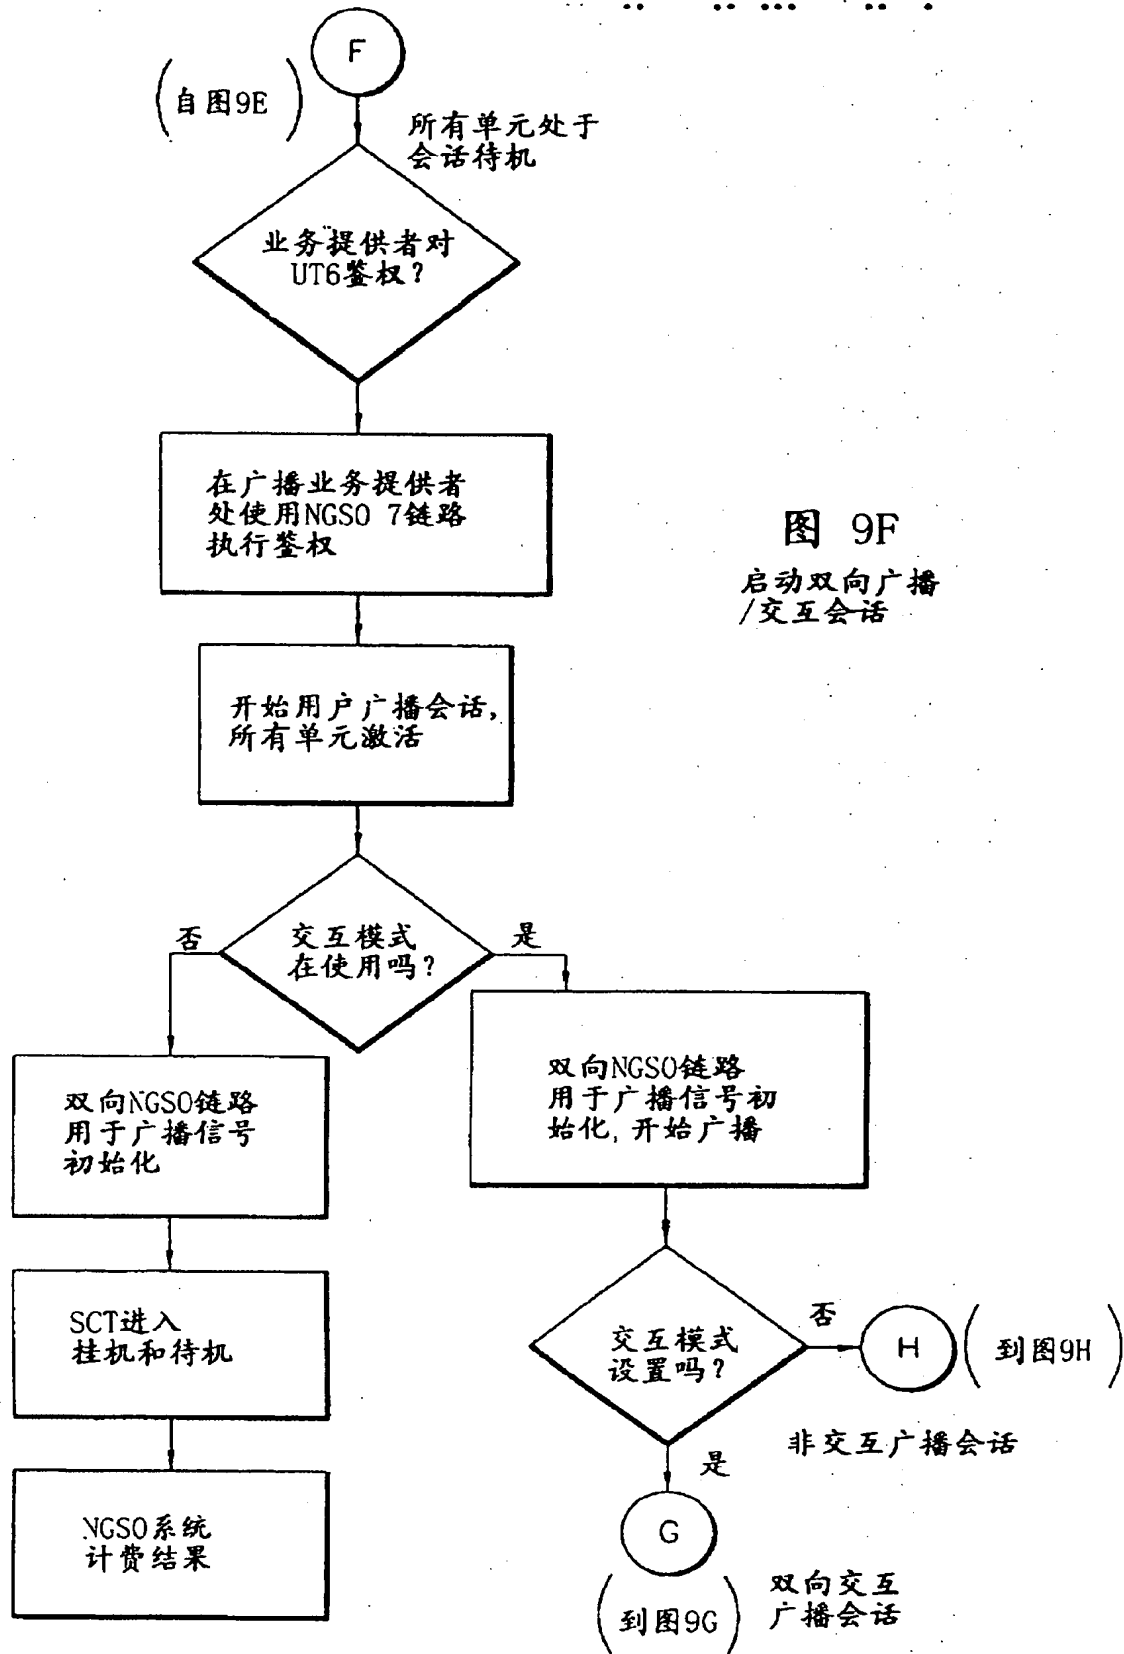 F
(自图9E)
所有单元处于
会话待机
业务提供者对
UT6鉴权?
在广播业务提供者
处使用NGSO 7链路
执行鉴权
图 9F
启动双向广播
/交互会话
开始用户广播会话,
所有单元激活
交互模式
在使用吗?
否
是
双向NGSO链路
用于广播信号
初始化
双向NGSO链路
用于广播信号初
始化, 开始广播
SCT进入
挂机和待机
NGSO系统
计费结果
交互模式
设置吗?
否
H
(到图9H)
非交互广播会话
是
G
(到图9G)
双向交互
广播会话